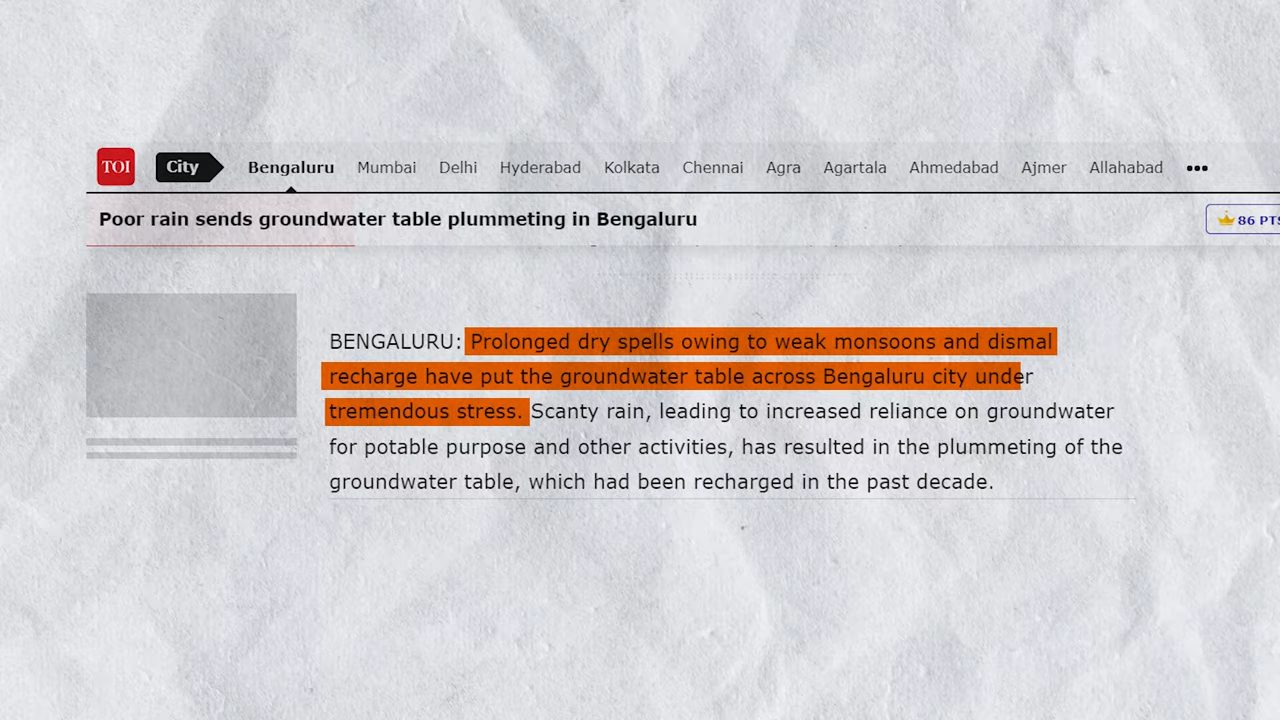 TOI City Bengaluru Mumbai Delhi Hyderabad Kolkata Chennai Agra Agartala Ahmedabad Ajmer Allahabad •••
Poor rain sends groundwater table plummeting in Bengaluru
86 PTS
BENGALURU: Prolonged dry spells owing to weak monsoons and dismal
recharge have put the groundwater table across Bengaluru city under
tremendous stress. Scanty rain, leading to increased reliance on groundwater
for potable purpose and other activities, has resulted in the plummeting of the
groundwater table, which had been recharged in the past decade.